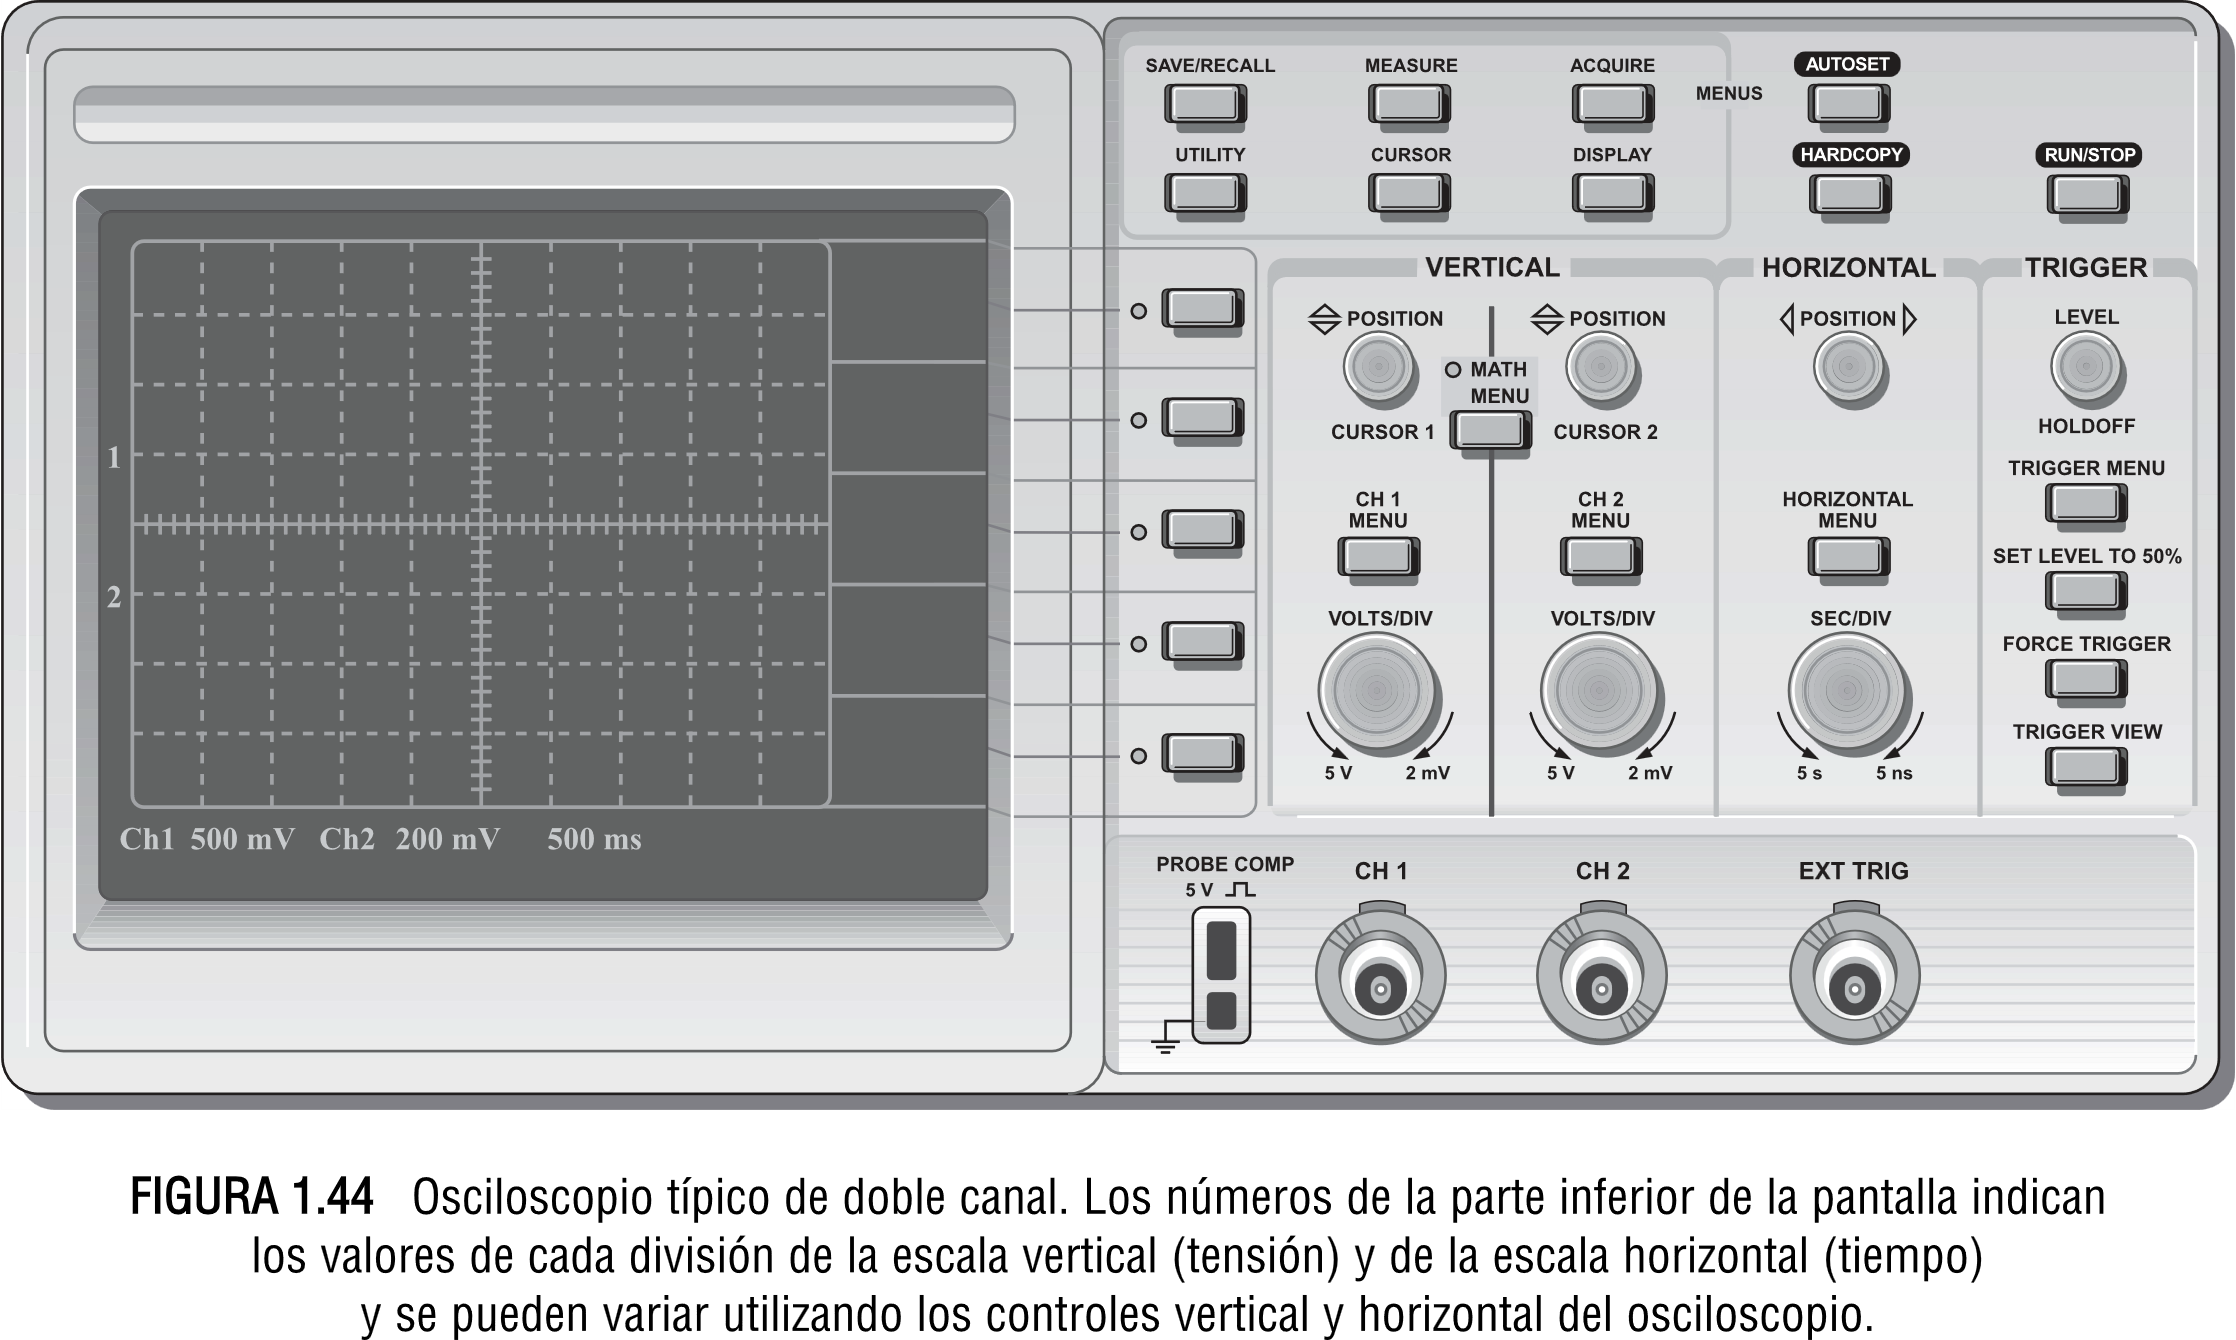 SAVE/RECALL MEASURE ACQUIRE
MENUS
AUTOSET
UTILITY CURSOR DISPLAY
HARDCOPY
RUN/STOP
VERTICAL
HORIZONTAL
TRIGGER
POSITION
POSITION
POSITION
LEVEL
MATH
MENU
CURSOR 1
CURSOR 2
HOLDOFF
TRIGGER MENU
CH 1
MENU
CH 2
MENU
HORIZONTAL
MENU
SET LEVEL TO 50%
VOLTS/DIV
VOLTS/DIV
SEC/DIV
FORCE TRIGGER
TRIGGER VIEW
5 V 2 mV
5 V 2 mV
5 s 5 ns
1
2
Ch1 500 mV Ch2 200 mV 500 ms
PROBE COMP
5 V
CH 1
CH 2
EXT TRIG
FIGURA 1.44 Osciloscopio típico de doble canal. Los números de la parte inferior de la pantalla indican
los valores de cada división de la escala vertical (tensión) y de la escala horizontal (tiempo)
y se pueden variar utilizando los controles vertical y horizontal del osciloscopio.